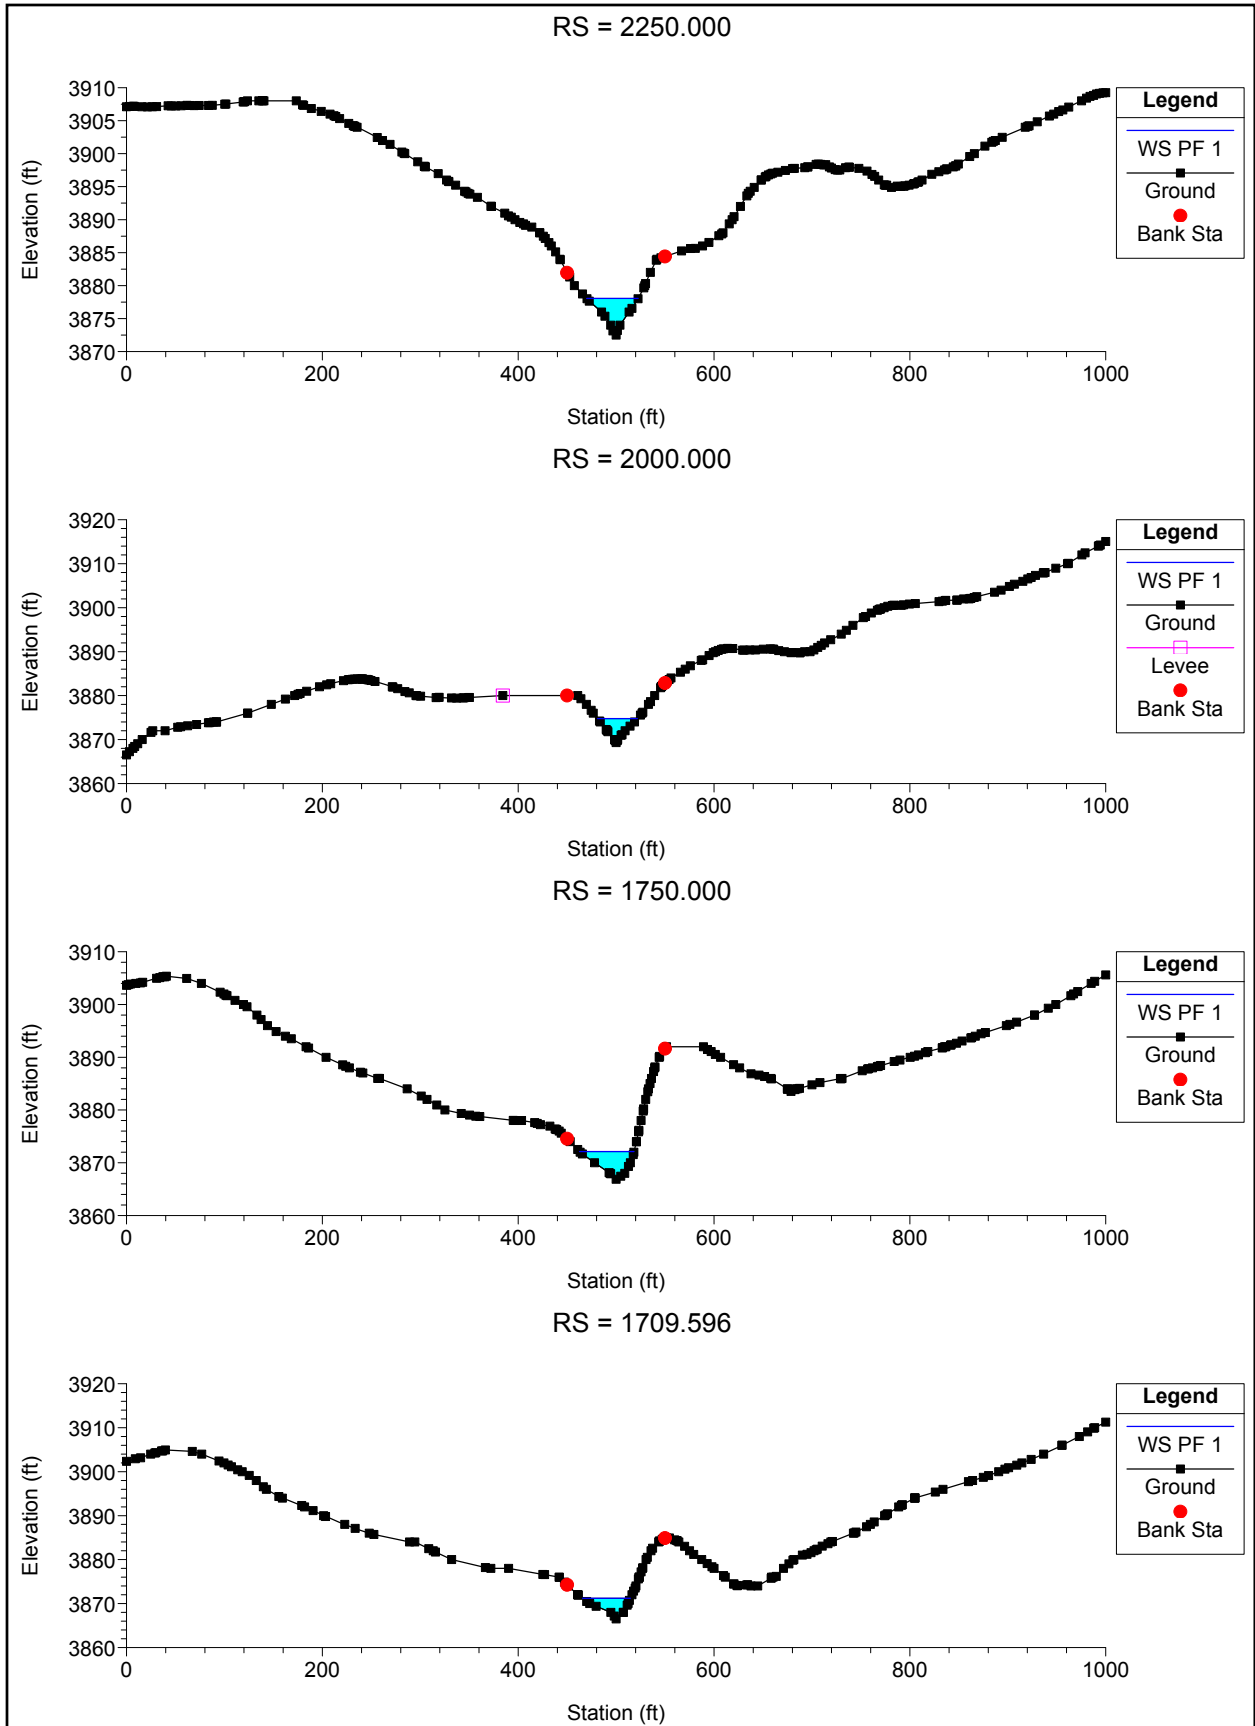 RS = 2250.000
3910
3905
3900
3895
3890
3885
3880
3875
3870
Elevation (ft)
0 200 400 600 800 1000
Station (ft)
Legend
WS PF 1
Ground
Bank Sta
RS = 2000.000
3920
3910
3900
3890
3880
3870
3860
Elevation (ft)
0 200 400 600 800 1000
Station (ft)
Legend
WS PF 1
Ground
Levee
Bank Sta
RS = 1750.000
3910
3900
3890
3880
3870
3860
Elevation (ft)
0 200 400 600 800 1000
Station (ft)
Legend
WS PF 1
Ground
Bank Sta
RS = 1709.596
3920
3910
3900
3890
3880
3870
3860
Elevation (ft)
0 200 400 600 800 1000
Station (ft)
Legend
WS PF 1
Ground
Bank Sta